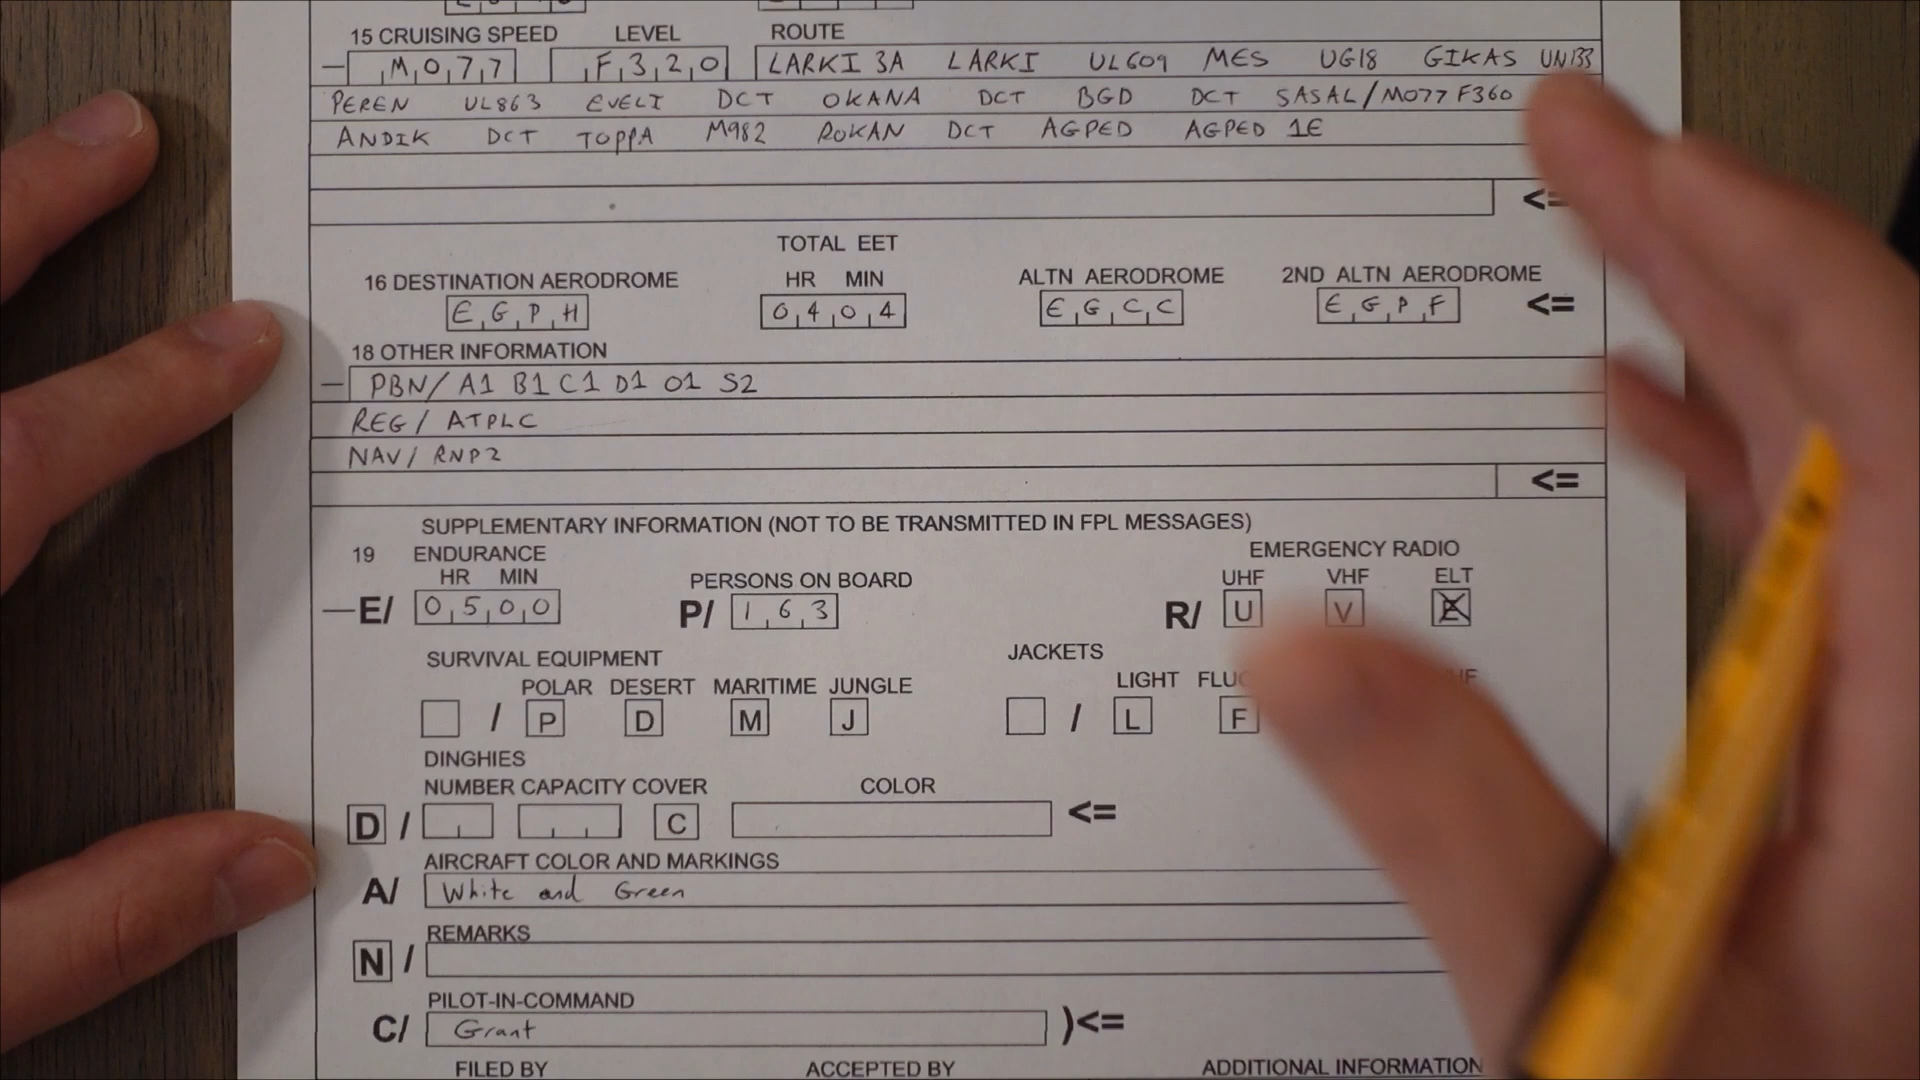 15 CRUISING SPEED LEVEL ROUTE
M077 F320 LARKI 3A LARKI UL609 MES UG18 GIKAS UN133
PEREN UL863 EVELI DCT OKANA DCT BGD DCT SASAL/M077 F360
ANDIK DCT TOPPA M982 ROKAN DCT AGPED AGPED 1E
<=
TOTAL EET
16 DESTINATION AERODROME HR MIN ALTN AERODROME 2ND ALTN AERODROME
EGPH 0404 EGCC EGPF <=
18 OTHER INFORMATION
PBN/ A1 B1 C1 D1 O1 S2
REG/ ATPLC
NAV/ RNP2
<=
SUPPLEMENTARY INFORMATION (NOT TO BE TRANSMITTED IN FPL MESSAGES)
19 ENDURANCE EMERGENCY RADIO
HR MIN PERSONS ON BOARD UHF VHF ELT
—E/ 0500 P/ 163 R/ U V E
SURVIVAL EQUIPMENT JACKETS
POLAR DESERT MARITIME JUNGLE LIGHT
/ P D M J / L F
DINGHIES
NUMBER CAPACITY COVER COLOR
D / C <=
AIRCRAFT COLOR AND MARKINGS
A/ White and Green
REMARKS
N /
PILOT-IN-COMMAND
C/ Grant )<=
FILED BY ACCEPTED BY ADDITIONAL INFORMATION